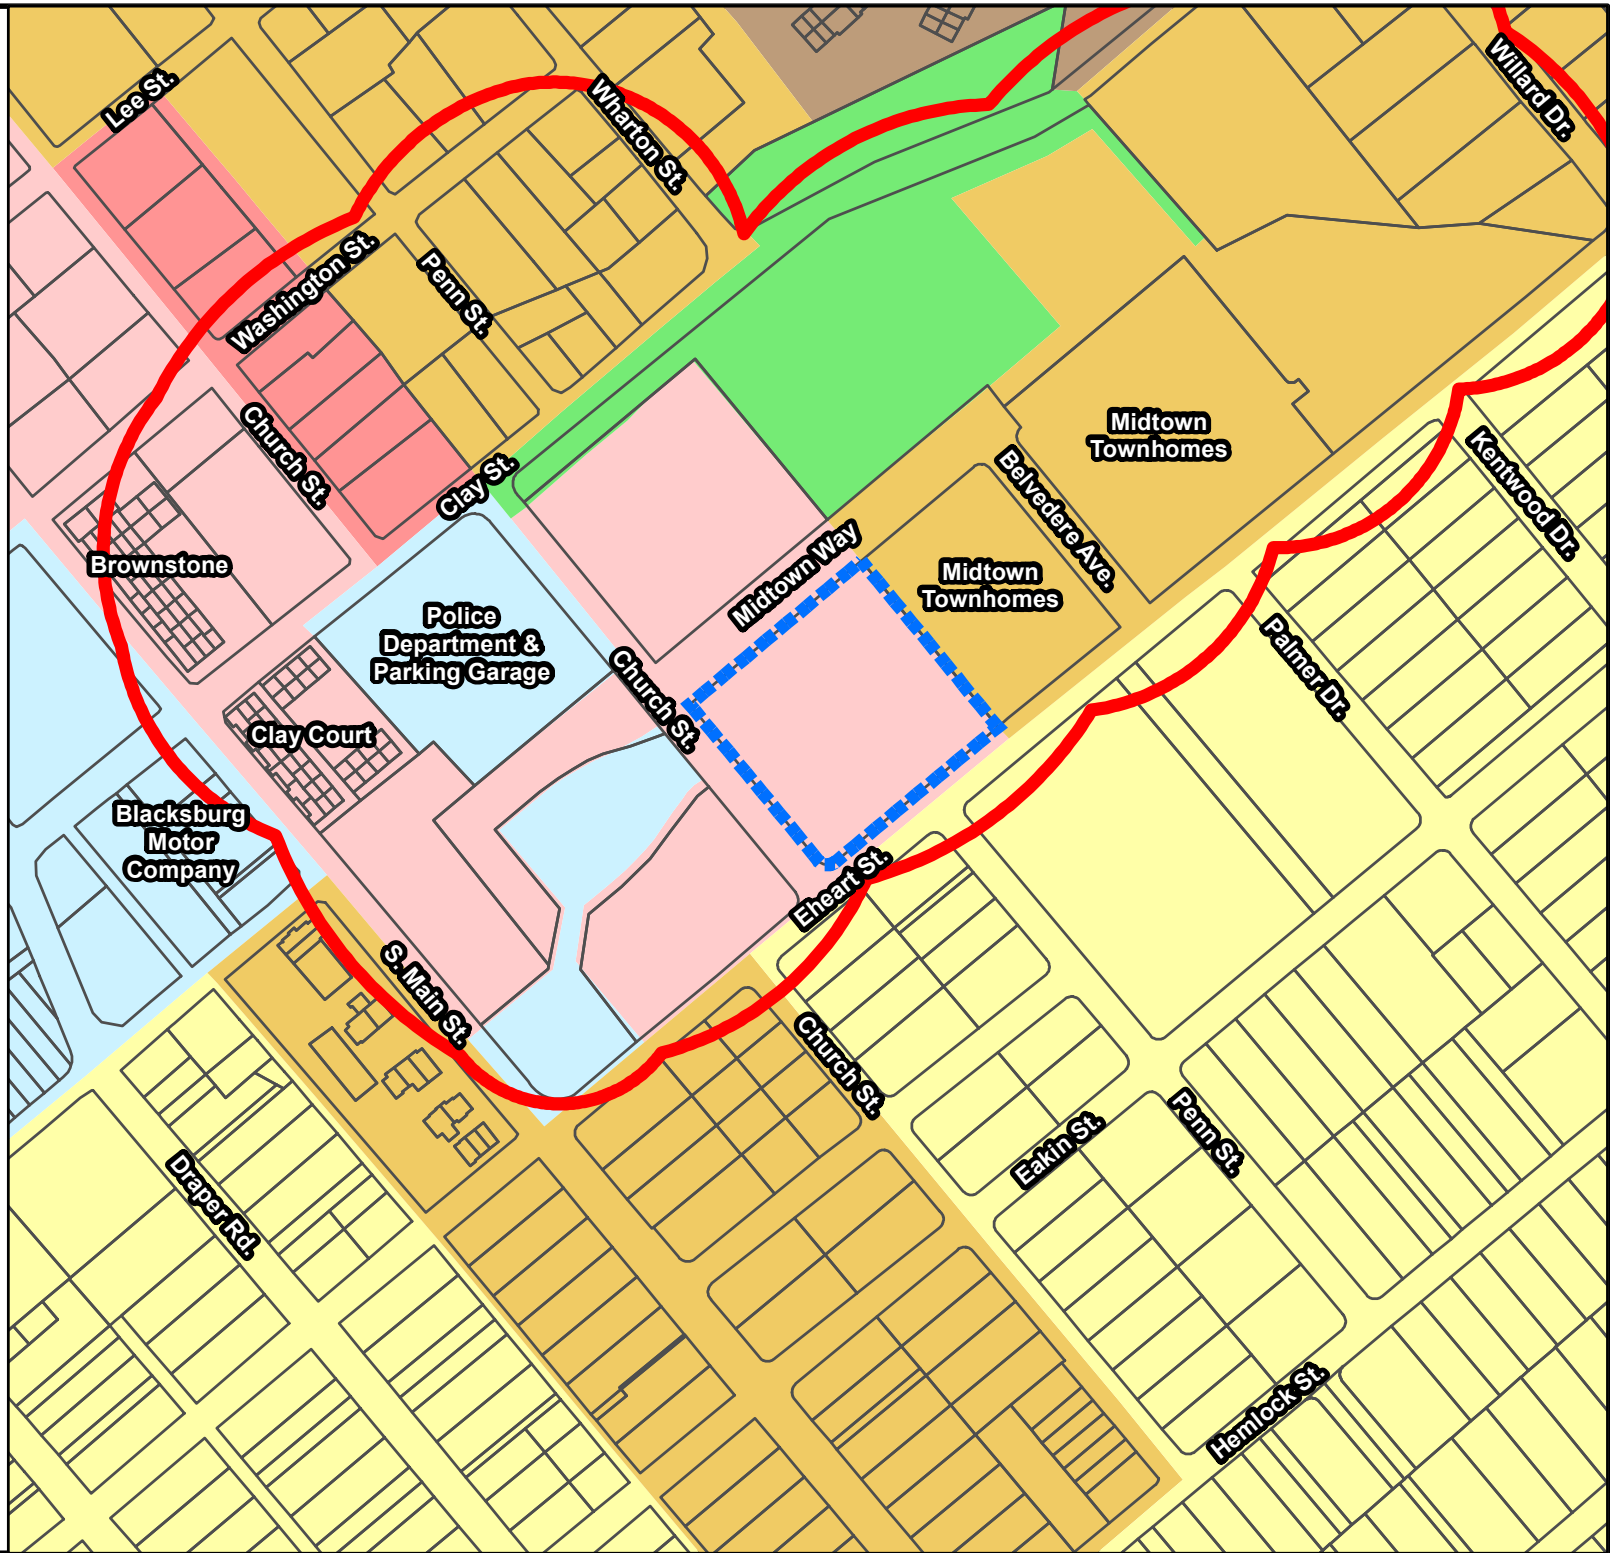 Lee St.
Wharton St.
Willard Dr.
Washington St.
Penn St.
Church St.
Clay St.
Midtown
Townhomes
Belvedere Ave.
Kentwood Dr.
Brownstone
Midtown Way
Midtown
Townhomes
Police
Department &
Parking Garage
Church St.
Palmer Dr.
Clay Court
Blacksburg
Motor
Company
Eheart St.
S. Main St.
Church St.
Eakin St.
Penn St.
Draper Rd.
Hemlock St.